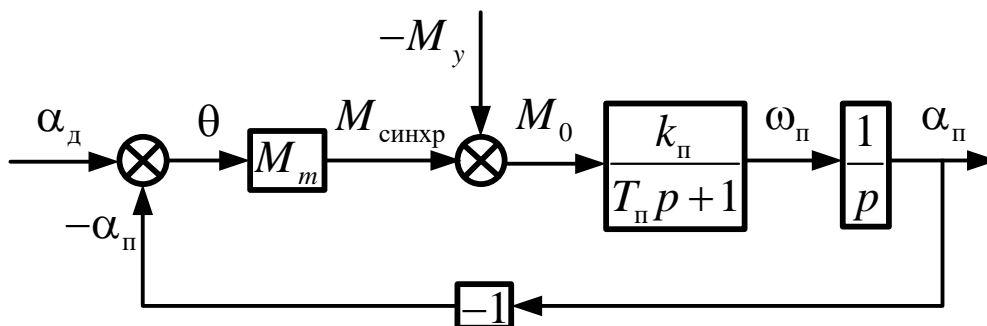 −M_y
α_д
θ
M_синхр
M_0
k_п
ω_п
1
α_п
M_m
T_п p + 1
p
−α_п
−1